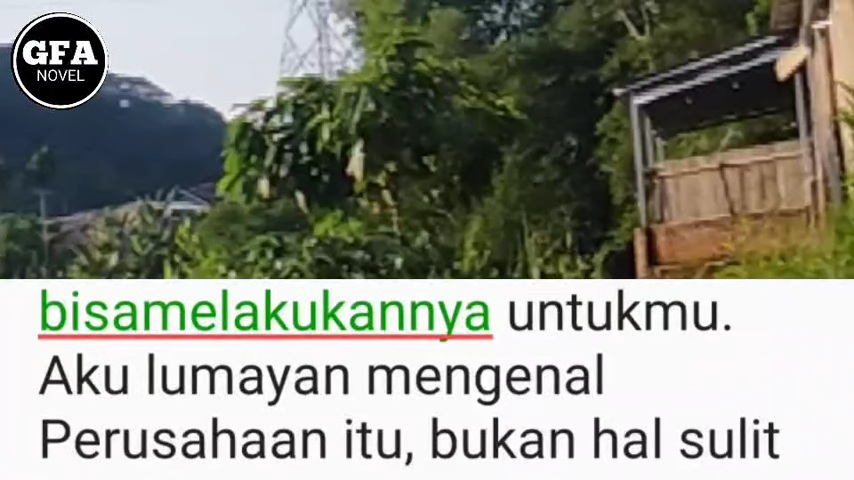 GFA
NOVEL
bisamelakukannya untukmu.
Aku lumayan mengenal
Perusahaan itu, bukan hal sulit